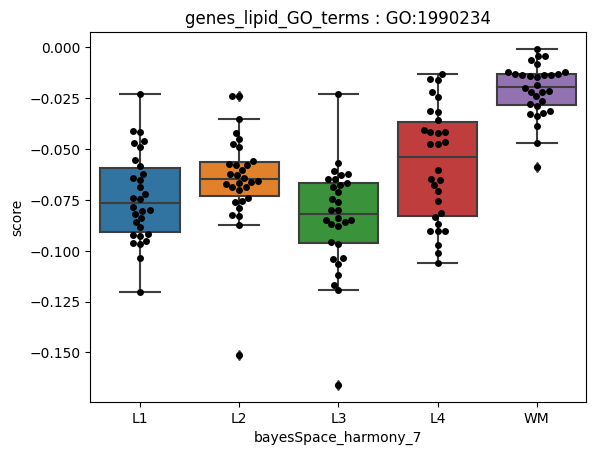 genes_lipid_GO_terms : GO:1990234
0.000
−0.025
−0.050
−0.075
−0.100
−0.125
−0.150
score
L1 L2 L3 L4 WM
bayesSpace_harmony_7